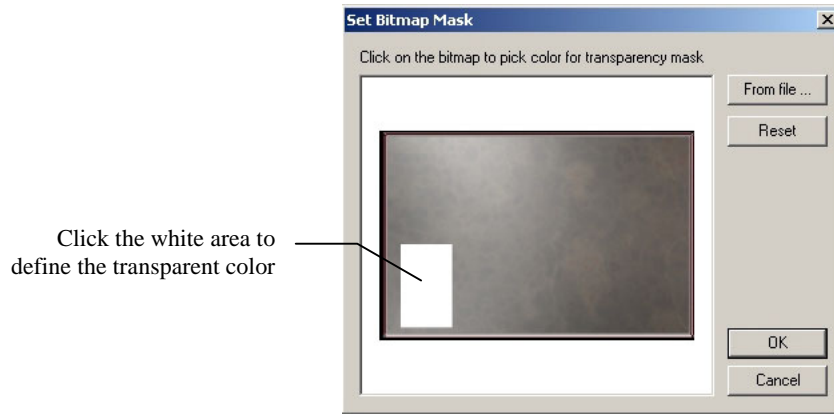 Set Bitmap Mask
Click on the bitmap to pick color for transparency mask
From file ...
Reset
Click the white area to
define the transparent color
OK
Cancel